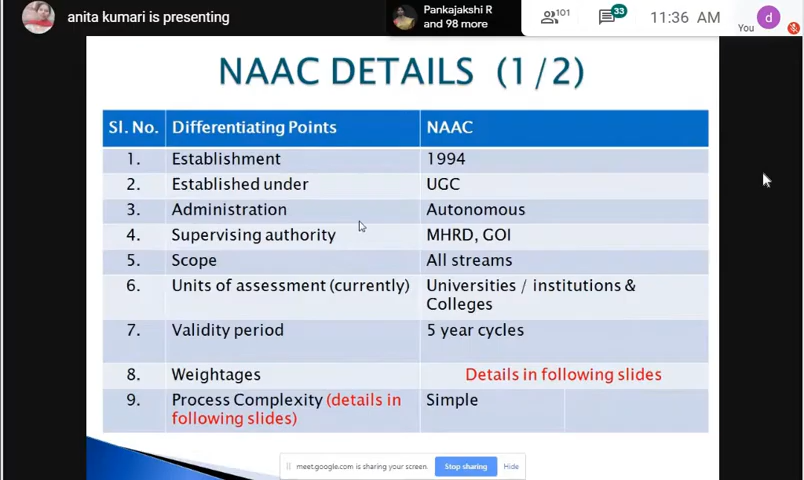 anita kumari is presenting
Pankajakshi R
and 98 more
101
33
11:36 AM
You
d
NAAC DETAILS (1/2)
Sl. No. Differentiating Points NAAC
1. Establishment 1994
2. Established under UGC
3. Administration Autonomous
4. Supervising authority MHRD, GOI
5. Scope All streams
6. Units of assessment (currently) Universities / institutions &
Colleges
7. Validity period 5 year cycles
8. Weightages Details in following slides
9. Process Complexity (details in Simple
following slides)
meet.google.com is sharing your screen. Stop sharing Hide